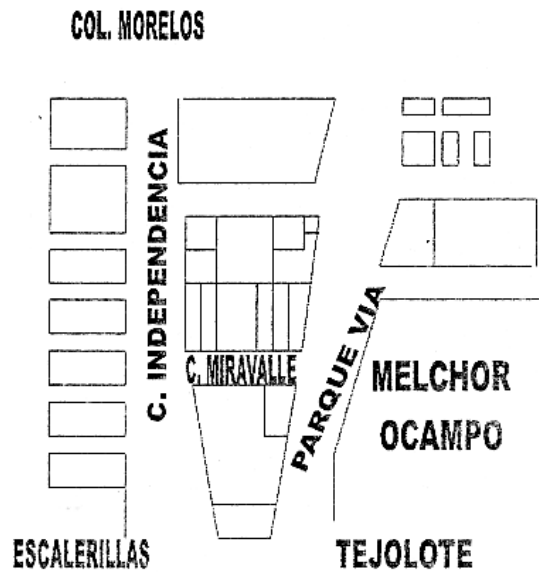 COL. MORELOS
C. INDEPENDENCIA
C. MIRAVALLE
PARQUE VIA
MELCHOR
OCAMPO
ESCALERILLAS
TEJOLOTE